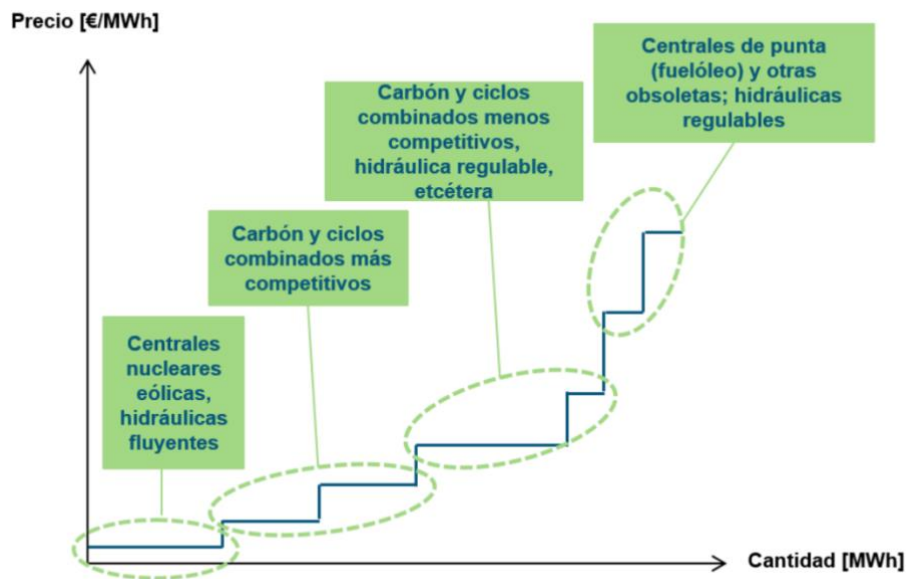 Precio [€/MWh]
Centrales de punta
(fuelóleo) y otras
obsoletas; hidráulicas
regulables
Carbón y ciclos
combinados menos
competitivos,
hidráulica regulable,
etcétera
Carbón y ciclos
combinados más
competitivos
Centrales
nucleares
eólicas,
hidráulicas
fluyentes
Cantidad [MWh]